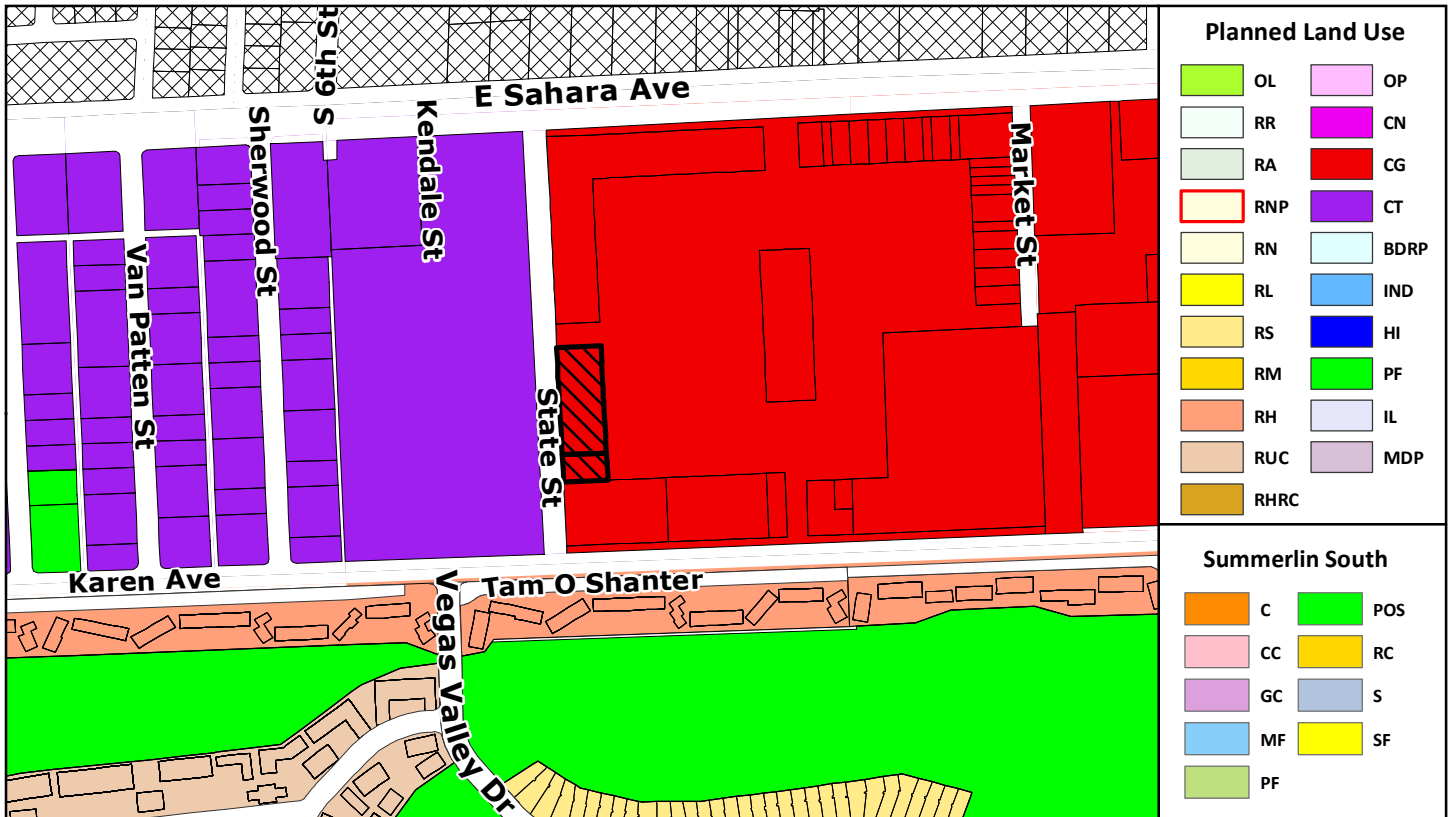 S 6th St
E Sahara Ave
Sherwood St
Kendale St
Market St
Van Patten St
State St
Karen Ave
Tam O Shanter
Vegas Valley Dr
Planned Land Use
OL OP
RR CN
RA CG
RNP CT
RN BDRP
RL IND
RS HI
RM PF
RH IL
RUC MDP
RHRC
Summerlin South
C POS
CC RC
GC S
MF SF
PF